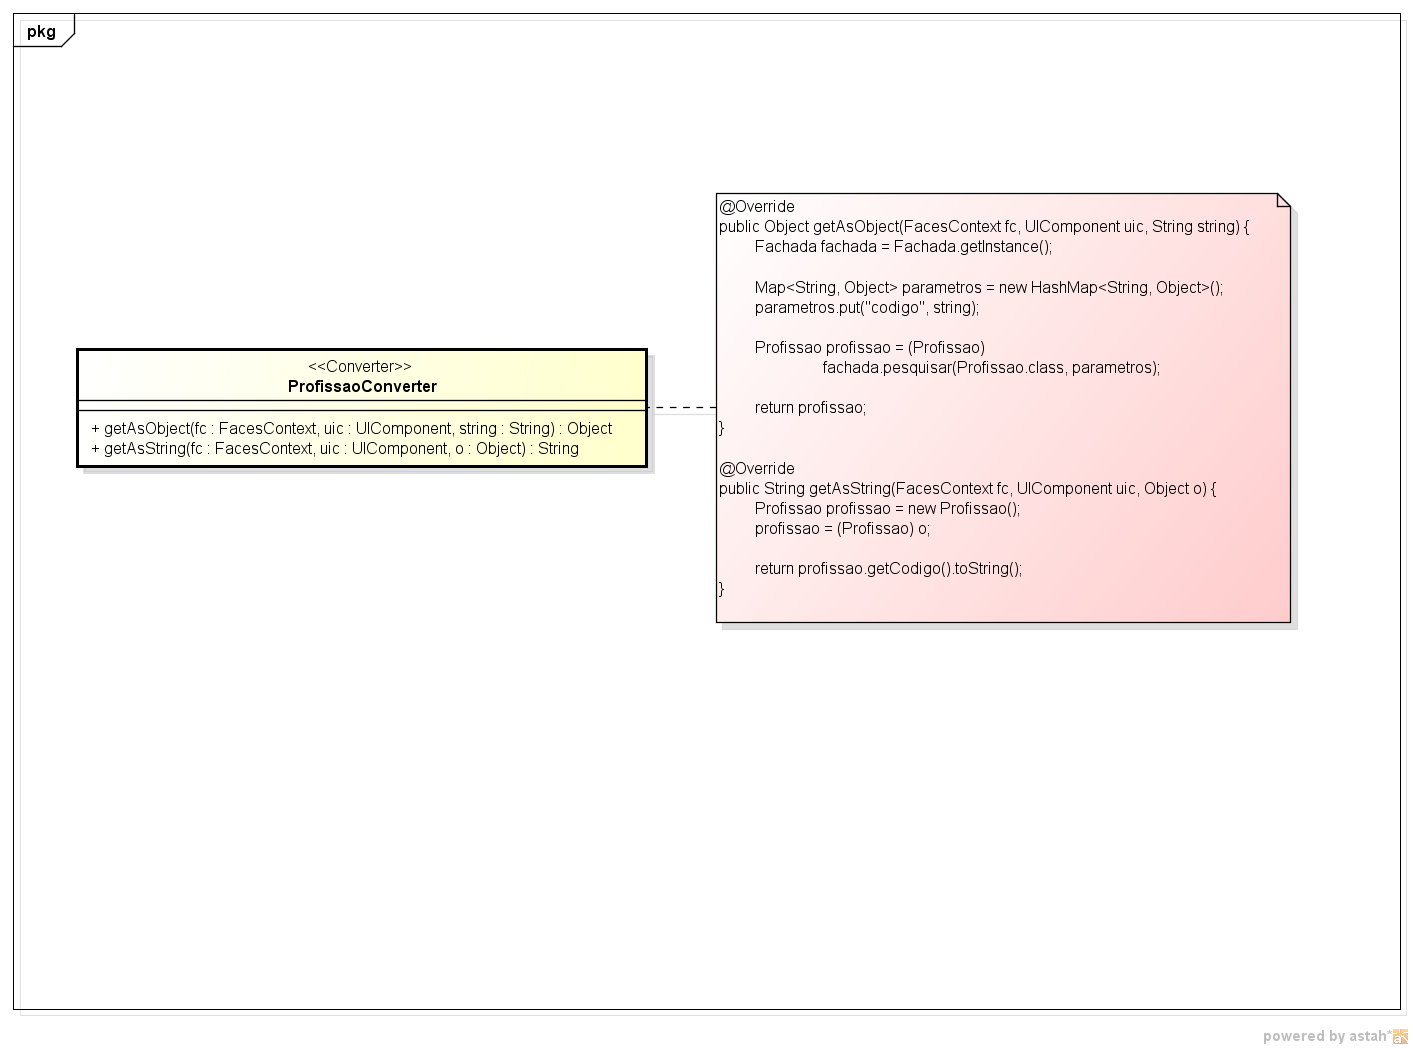 pkg
<<Converter>>
ProfissaoConverter
+ getAsObject(fc : FacesContext, uic : UIComponent, string : String) : Object
+ getAsString(fc : FacesContext, uic : UIComponent, o : Object) : String
@Override
public Object getAsObject(FacesContext fc, UIComponent uic, String string) {
Fachada fachada = Fachada.getInstance();
Map<String, Object> parametros = new HashMap<String, Object>();
parametros.put("codigo", string);
Profissao profissao = (Profissao)
fachada.pesquisar(Profissao.class, parametros);
return profissao;
}
@Override
public String getAsString(FacesContext fc, UIComponent uic, Object o) {
Profissao profissao = new Profissao();
profissao = (Profissao) o;
return profissao.getCodigo().toString();
}
powered by astah*